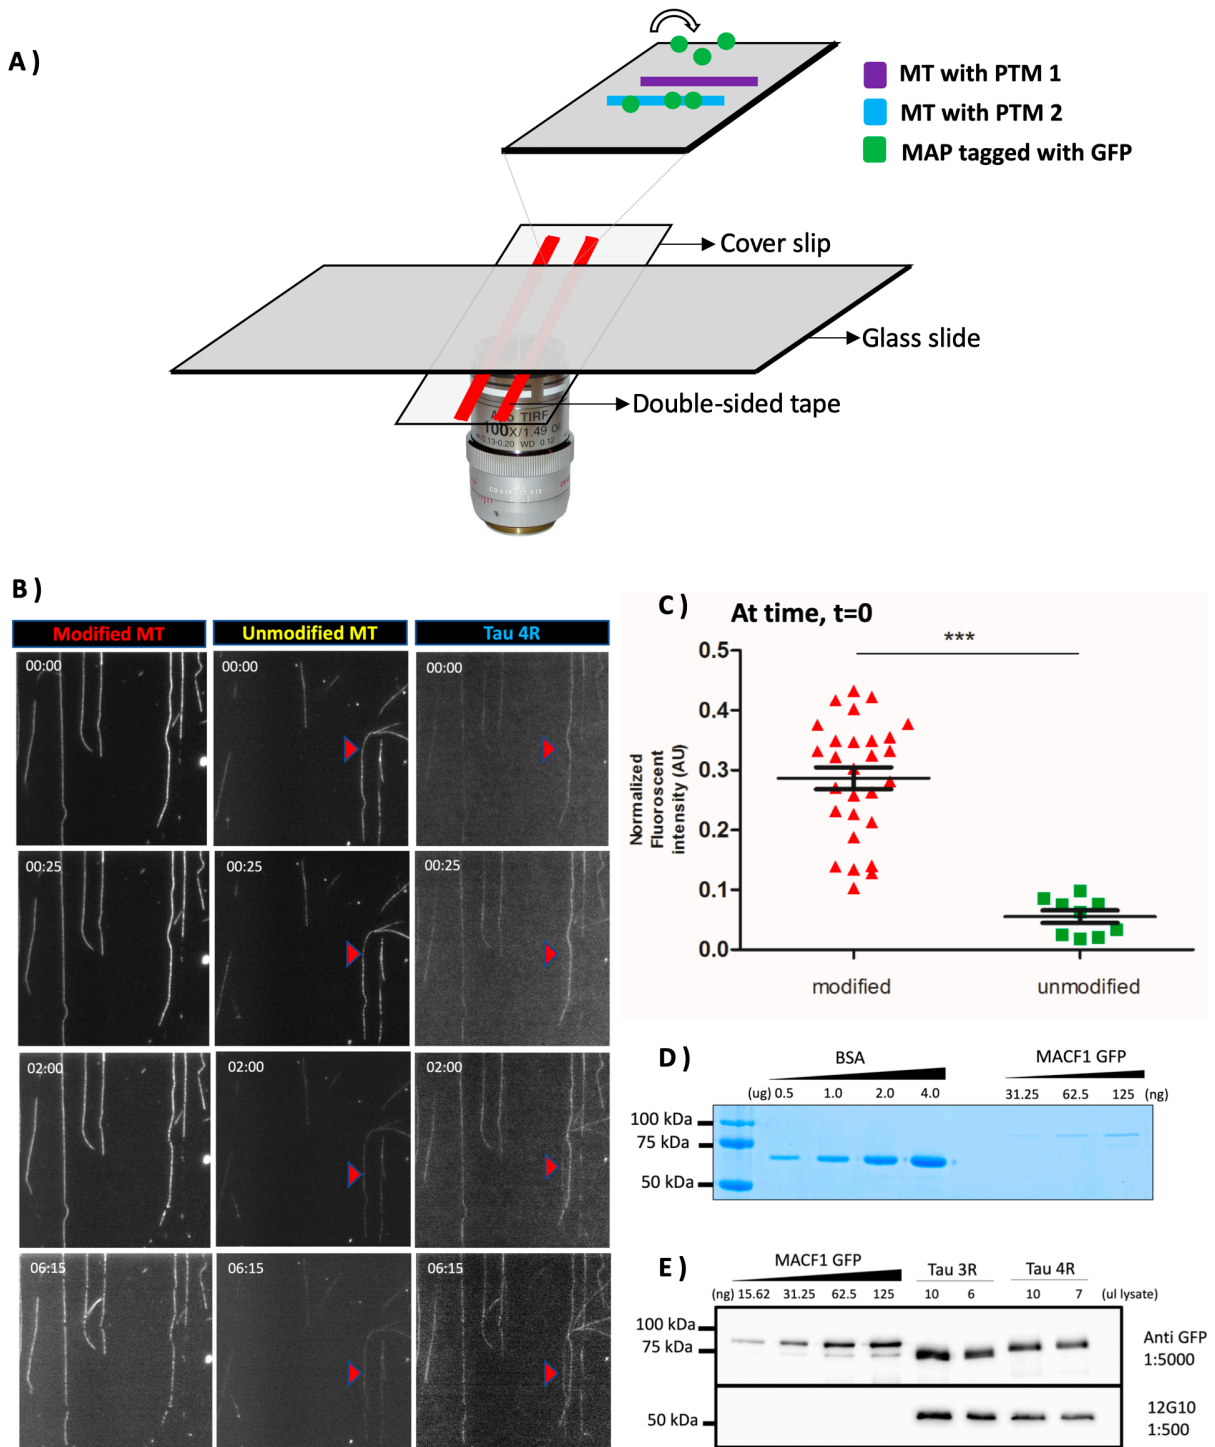 A )
MT with PTM 1
MT with PTM 2
MAP tagged with GFP
Cover slip
Glass slide
Double-sided tape
TIRF
100X/1.49
WD 0.12
B )
Modified MT
Unmodified MT
Tau 4R
00:00
00:00
00:00
00:25
00:25
00:25
02:00
02:00
02:00
06:15
06:15
06:15
C )
At time, t=0
***
Normalized
Fluoroscent
intensity (AU)
0.5
0.4
0.3
0.2
0.1
0.0
modified
unmodified
D )
BSA
MACF1 GFP
(ug) 0.5 1.0 2.0 4.0 31.25 62.5 125 (ng)
100 kDa
75 kDa
50 kDa
E )
MACF1 GFP
Tau 3R
Tau 4R
(ng) 15.62 31.25 62.5 125 10 6 10 7 (ul lysate)
100 kDa
75 kDa
Anti GFP
1:5000
50 kDa
12G10
1:500